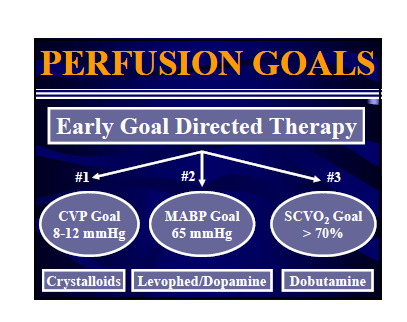 PERFUSION GOALS
Early Goal Directed Therapy
#1
#2
#3
CVP Goal
8-12 mmHg
MABP Goal
65 mmHg
SCVO₂ Goal
> 70%
Crystalloids
Levophed/Dopamine
Dobutamine